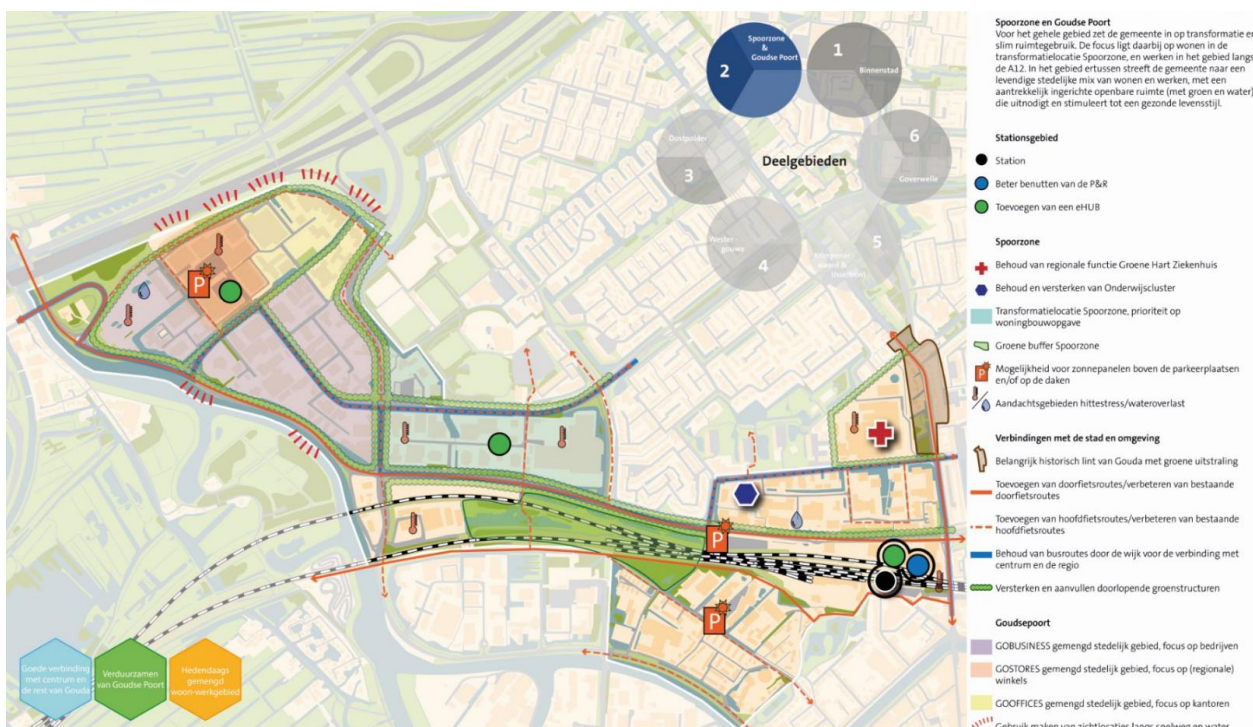 Spoorzone en Goudse Poort
Voor het gehele gebied zet de gemeente in op transformatie en
slim ruimtegebruik. De focus ligt daarbij op wonen in de
transformatielocatie Spoorzone, en werken in het gebied langs
de A12. In het gebied ertussen streeft de gemeente naar een
levendige stedelijke mix van wonen en werken, met een
aantrekkelijk ingerichte openbare ruimte (met groen en water)
die uitnodigt en stimuleert tot een gezonde levensstijl.
Stationsgebied
Station
Beter benutten van de P&R
Toevoegen van een eHUB
Spoorzone
Behoud van regionale functie Groene Hart Ziekenhuis
Behoud en versterken van Onderwijscluster
Transformatielocatie Spoorzone, prioriteit op
woningbouwopgave
Groene buffer Spoorzone
P
Mogelijkheid voor zonnepanelen boven de parkeerplaatsen
en/of op de daken
Aandachtsgebieden hittestress/wateroverlast
Verbindingen met de stad en omgeving
Belangrijk historisch lint van Gouda met groene uitstraling
Toevoegen van doorfietsroutes/verbeteren van bestaande
doorfietsroutes
Toevoegen van hoofdfietsroutes/verbeteren van bestaande
hoofdfietsroutes
Behoud van busroutes door de wijk voor de verbinding met
centrum en de regio
Versterken en aanvullen doorlopende groenstructuren
Goudsepoort
GOBUSINESS gemengd stedelijk gebied, focus op bedrijven
GOSTORES gemengd stedelijk gebied, focus op (regionale)
winkels
GOOFFICES gemengd stedelijk gebied, focus op kantoren
Gebruik maken van zichtlocaties langs snelweg en water
Deelgebieden
1
Binnenstad
2
Spoorzone
&
Goudse Poort
3
Oostpolder
4
Wester-
gouwe
5
6
Goverwelle
P
P
P
Goede verbinding
met centrum en
de rest van Gouda
Verduurzamen
van Goudse Poort
Hedendaags
gemengd
woon-werkgebied